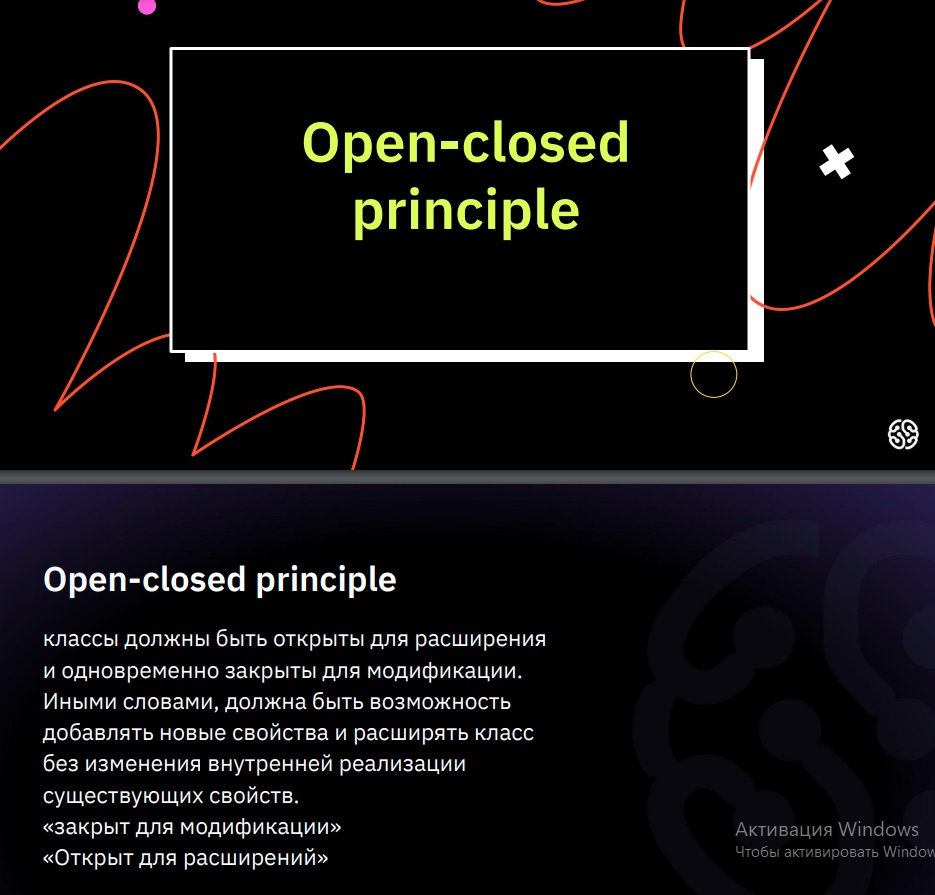 Open-closed
principle
Open-closed principle
классы должны быть открыты для расширения
и одновременно закрыты для модификации.
Иными словами, должна быть возможность
добавлять новые свойства и расширять класс
без изменения внутренней реализации
существующих свойств.
«закрыт для модификации»
«Открыт для расширений»
Активация Windows
Чтобы активировать Window